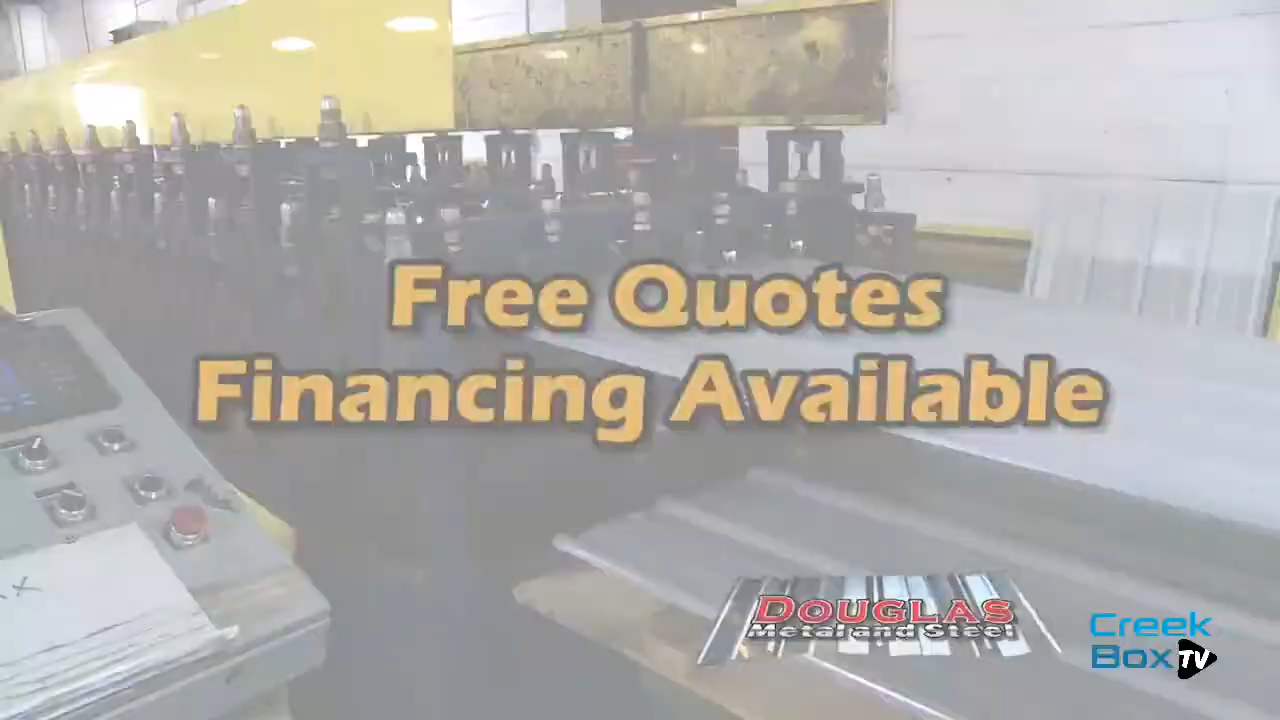 Free Quotes
Financing Available
DOUGLAS
Metal and Steel
Creek
Box TV